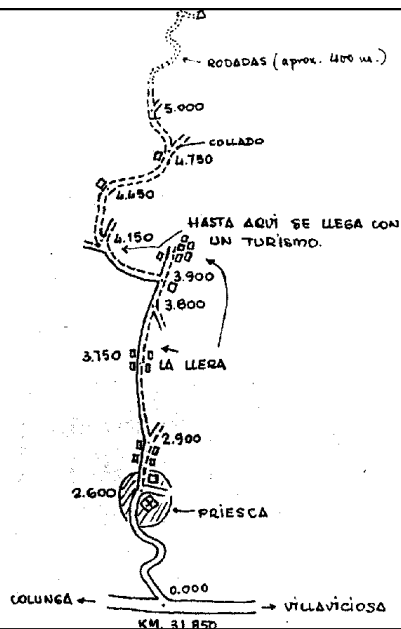 RODADAS (aprox. 400 m.)
5.000
COLLADO
4.750
4.450
HASTA AQUI SE LLEGA CON
UN TURISMO.
4.150
3.900
3.800
3.750
LA LLERA
2.900
2.600
PRIESCA
0.000
COLUNGA
VILLAVICIOSA
KM. 31.850